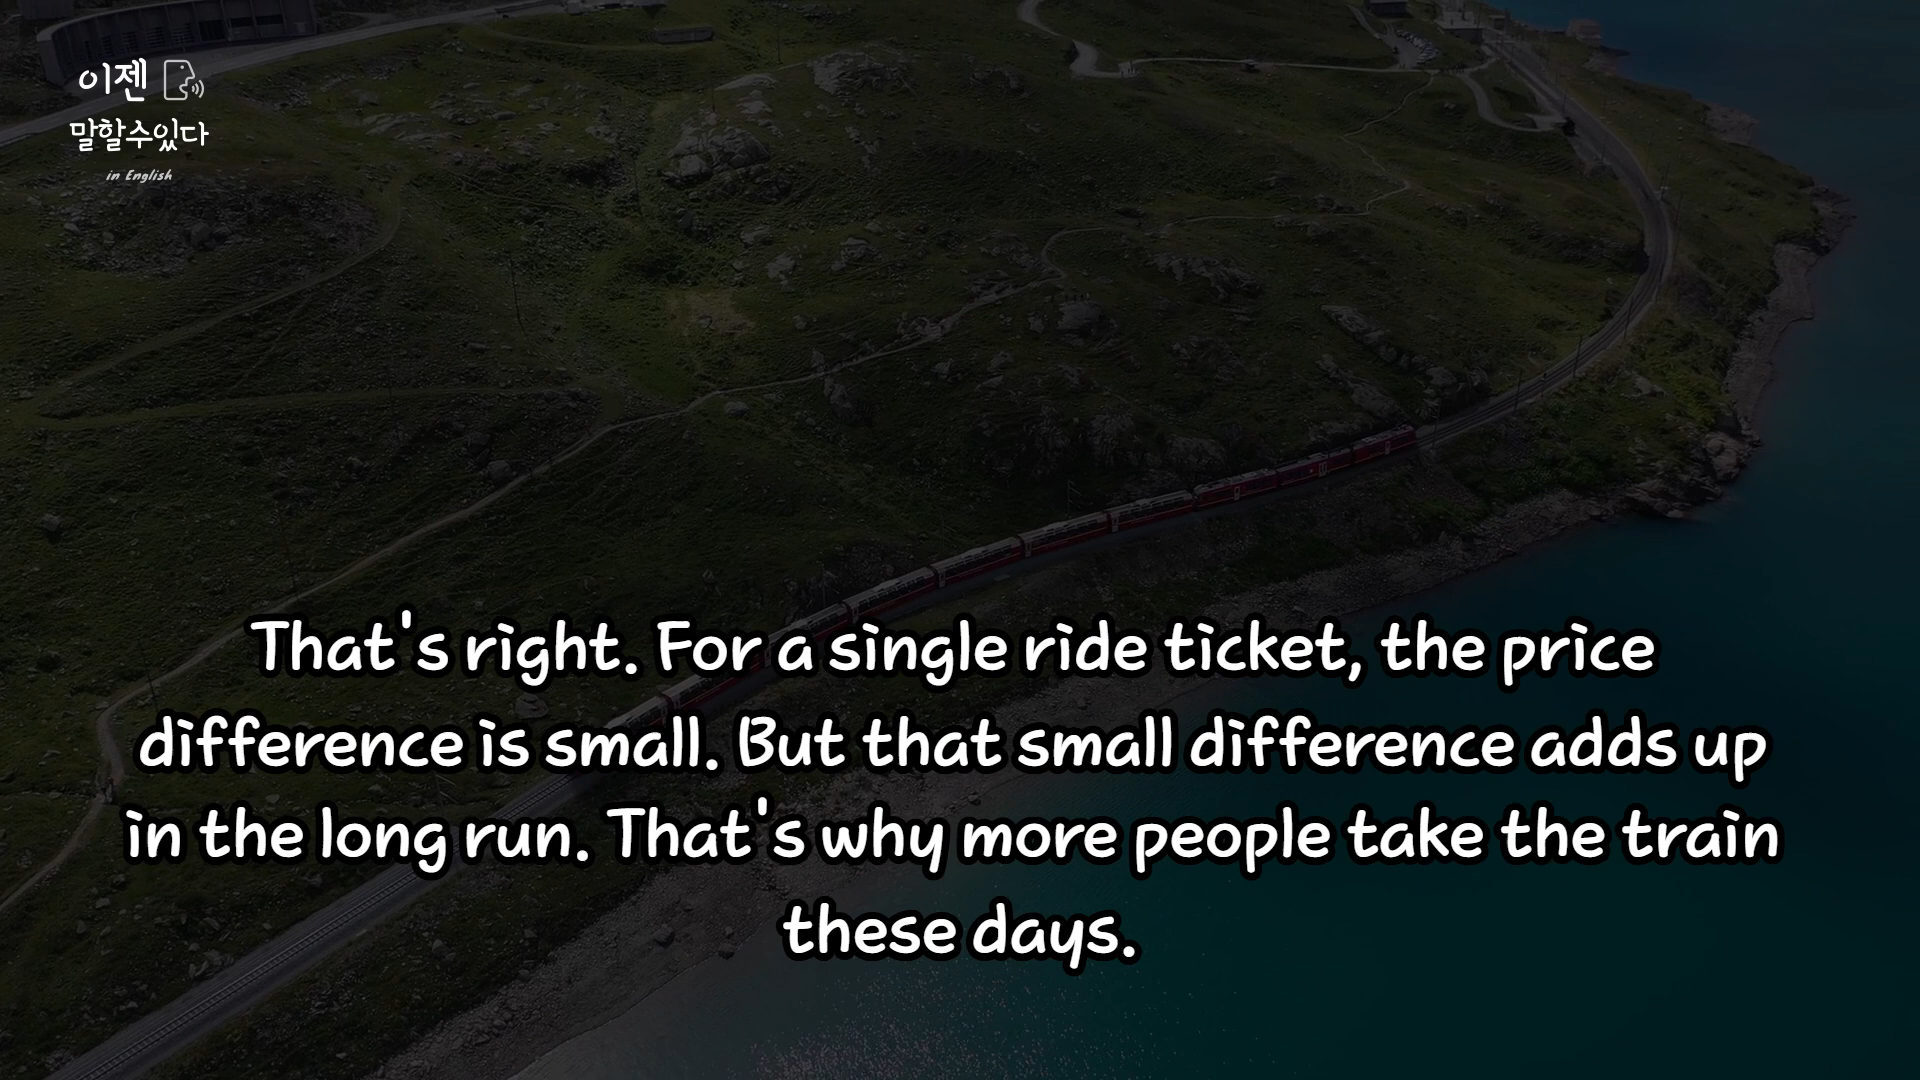 이젠
말할수있다
in English
That's right. For a single ride ticket, the price
difference is small. But that small difference adds up
in the long run. That's why more people take the train
these days.